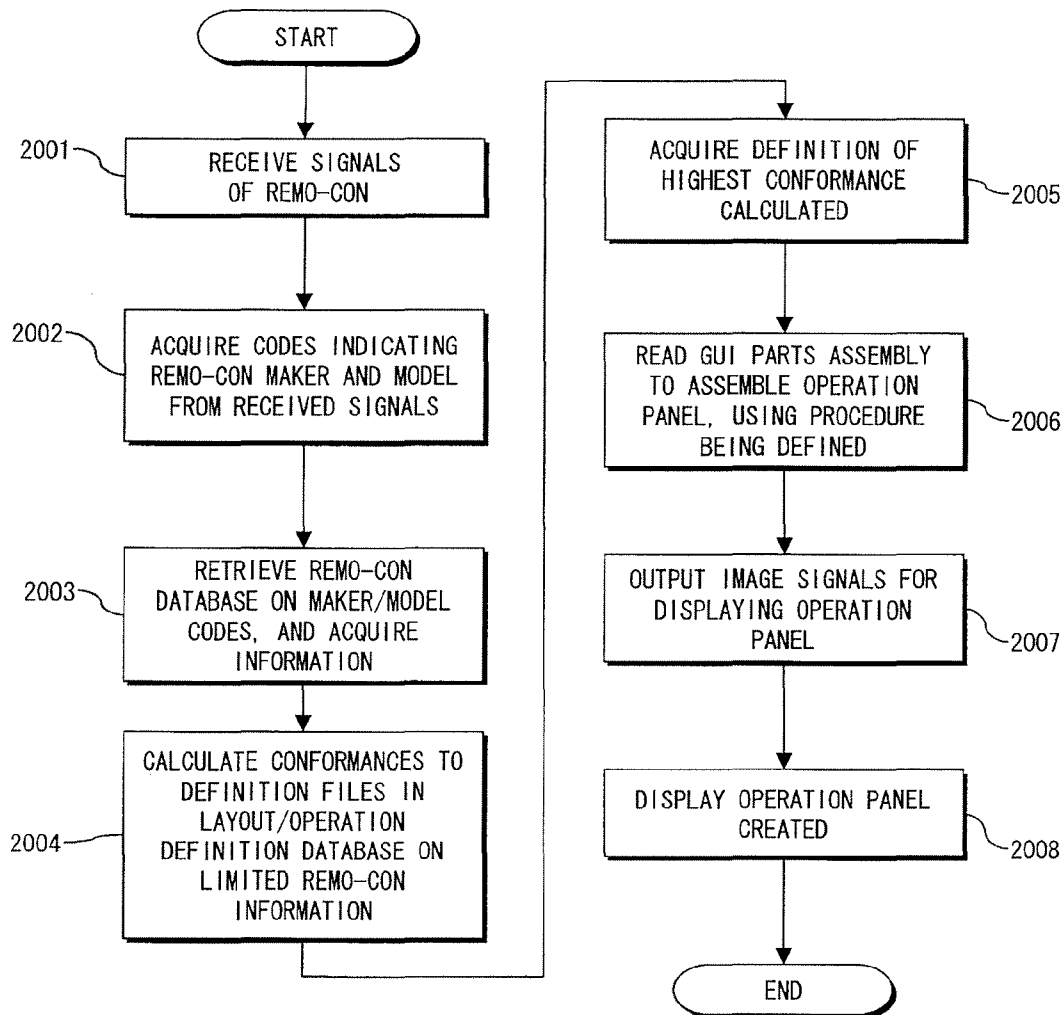 START
2001
RECEIVE SIGNALS
OF REMO-CON
2002
ACQUIRE CODES INDICATING
REMO-CON MAKER AND MODEL
FROM RECEIVED SIGNALS
2003
RETRIEVE REMO-CON
DATABASE ON MAKER/MODEL
CODES, AND ACQUIRE
INFORMATION
2004
CALCULATE CONFORMANCES TO
DEFINITION FILES IN
LAYOUT/OPERATION
DEFINITION DATABASE ON
LIMITED REMO-CON
INFORMATION
ACQUIRE DEFINITION OF
HIGHEST CONFORMANCE
CALCULATED
2005
READ GUI PARTS ASSEMBLY
TO ASSEMBLE OPERATION
PANEL, USING PROCEDURE
BEING DEFINED
2006
OUTPUT IMAGE SIGNALS FOR
DISPLAYING OPERATION
PANEL
2007
DISPLAY OPERATION PANEL
CREATED
2008
END